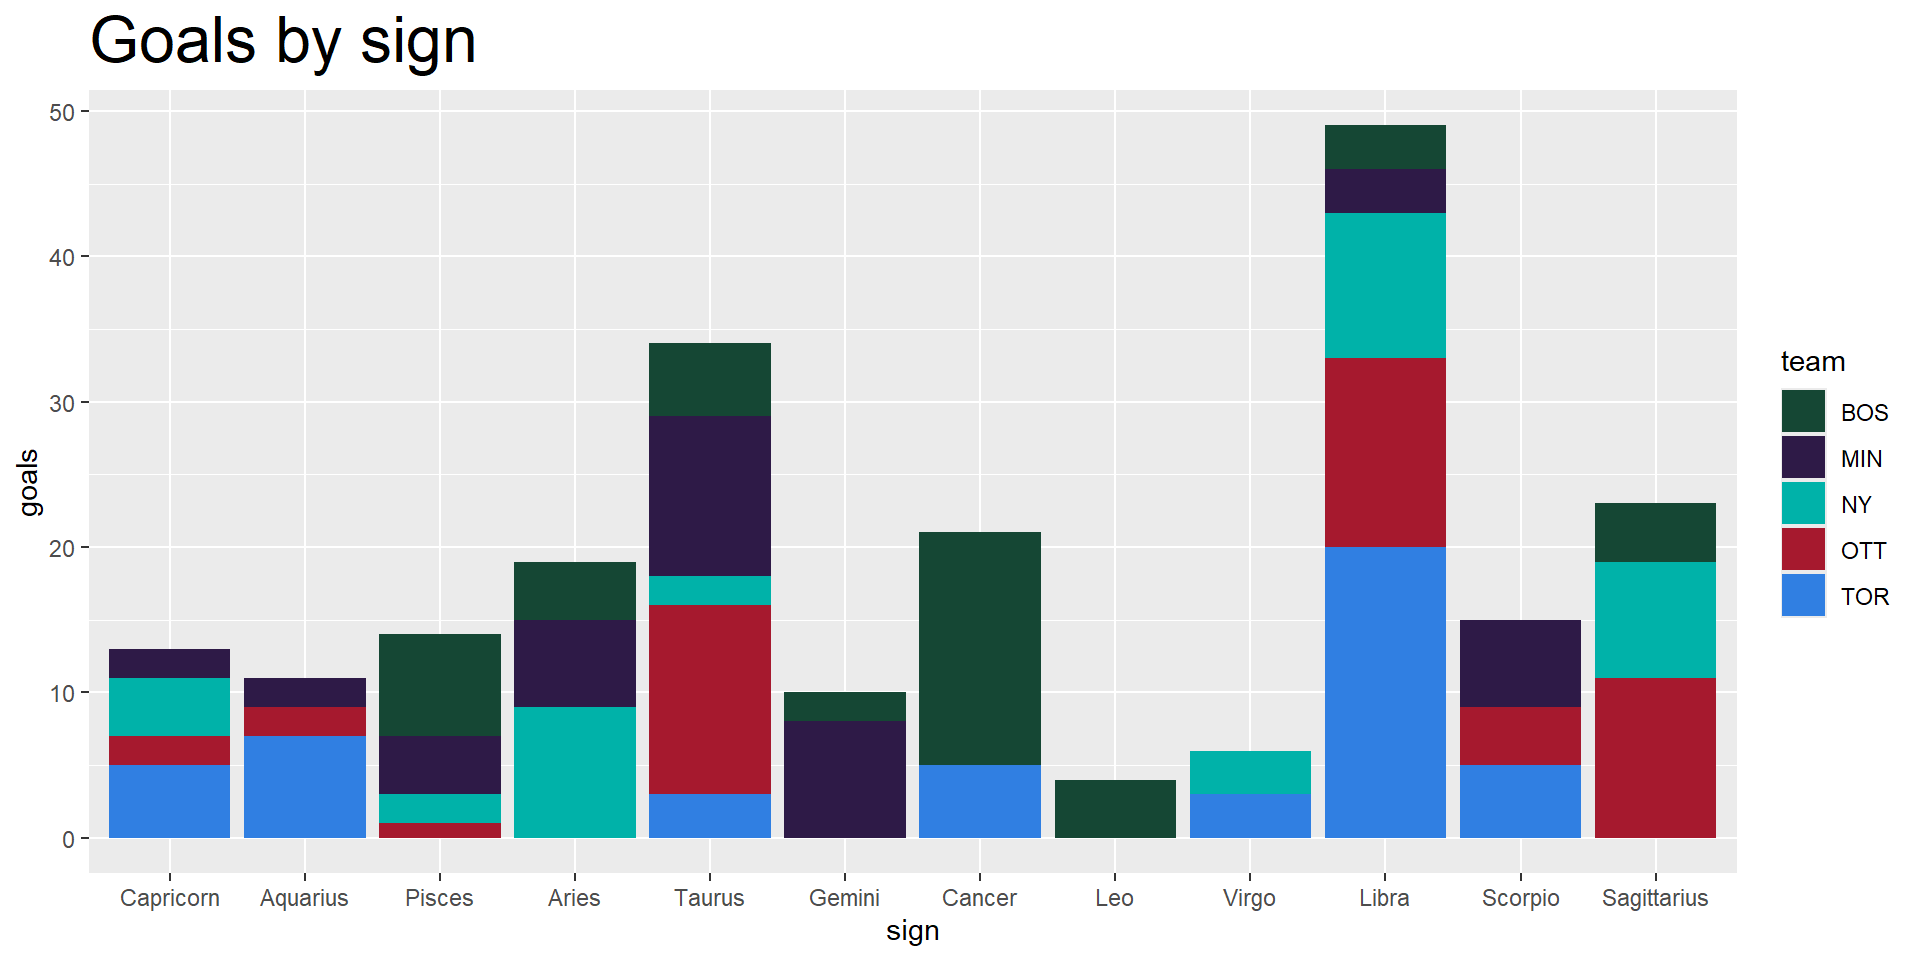 Goals by sign
50
40
30
20
10
0
goals
Capricorn Aquarius Pisces Aries Taurus Gemini Cancer Leo Virgo Libra Scorpio Sagittarius
sign
team
BOS
MIN
NY
OTT
TOR